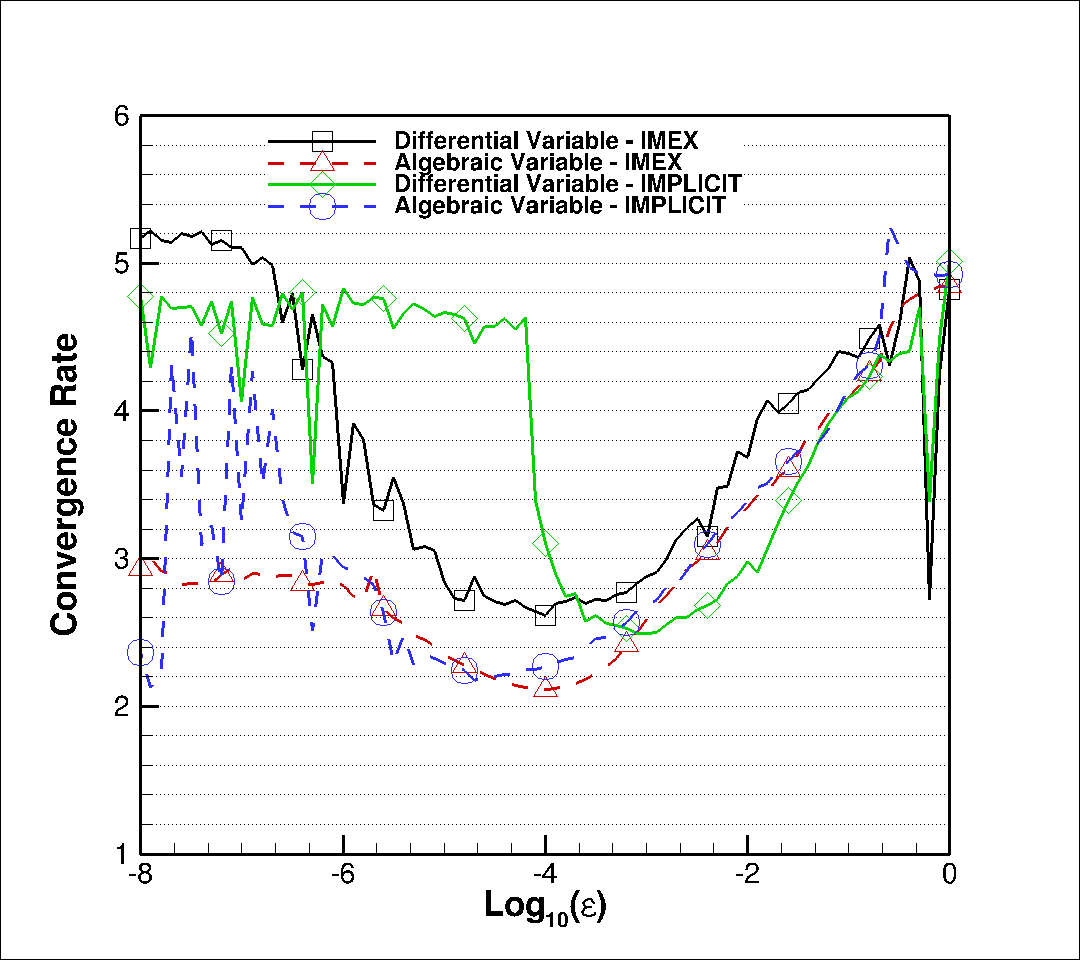 6
Differential Variable - IMEX
Algebraic Variable - IMEX
Differential Variable - IMPLICIT
Algebraic Variable - IMPLICIT
5
4
3
2
1
Convergence Rate
-8 -6 -4 -2 0
Log10(ε)